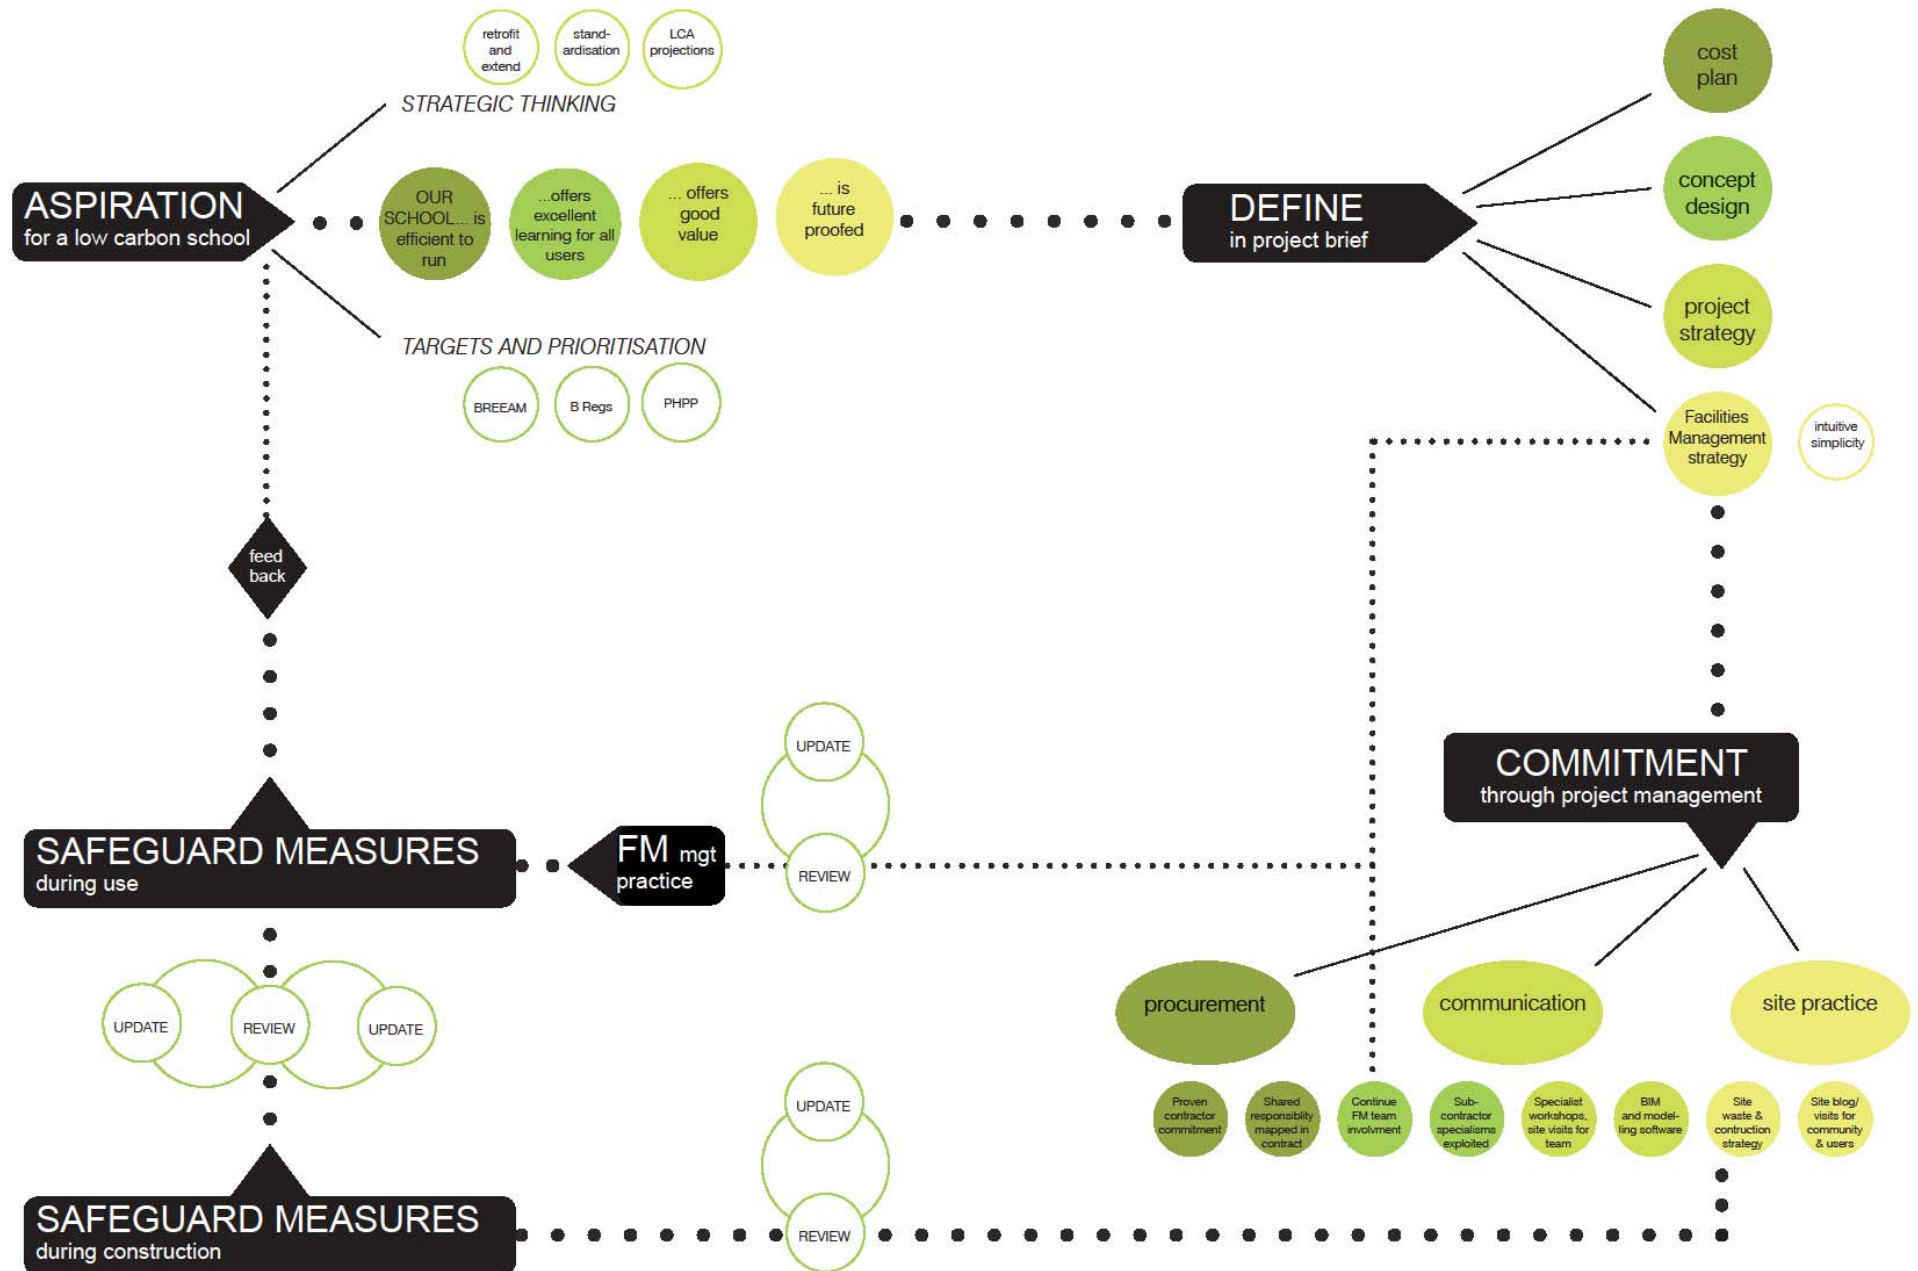 retrofit
and
extend
stand-
ardisation
LCA
projections
STRATEGIC THINKING
ASPIRATION
for a low carbon school
OUR
SCHOOL... is
efficient to
run
...offers
excellent
learning for all
users
... offers
good
value
... is
future
proofed
TARGETS AND PRIORITISATION
BREEAM
B Regs
PHPP
DEFINE
in project brief
cost
plan
concept
design
project
strategy
Facilities
Management
strategy
intuitive
simplicity
feed
back
COMMITMENT
through project management
procurement
communication
site practice
Proven
contractor
commitment
Shared
responsiblity
mapped in
contract
Continue
FM team
involvment
Sub-
contractor
specialisms
exploited
Specialist
workshops,
site visits for
team
BIM
and model-
ling software
Site
waste &
contruction
strategy
Site blog/
visits for
community
& users
UPDATE
REVIEW
FM mgt
practice
SAFEGUARD MEASURES
during use
UPDATE
REVIEW
UPDATE
UPDATE
REVIEW
SAFEGUARD MEASURES
during construction